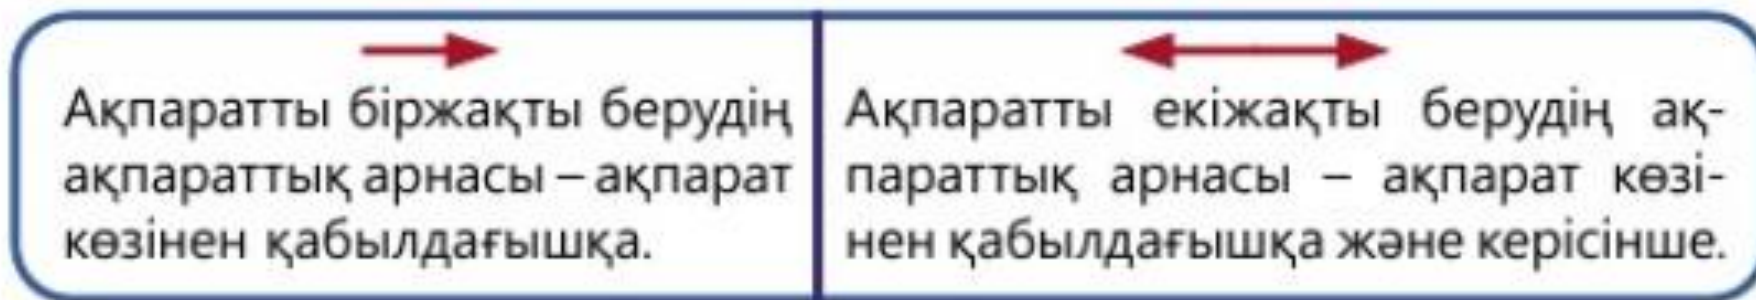 Ақпаратты біржақты берудің
ақпараттық арнасы – ақпарат
көзінен қабылдағышқа.
Ақпаратты екіжақты берудің ақ-
параттық арнасы – ақпарат көзі-
нен қабылдағышқа және керісінше.